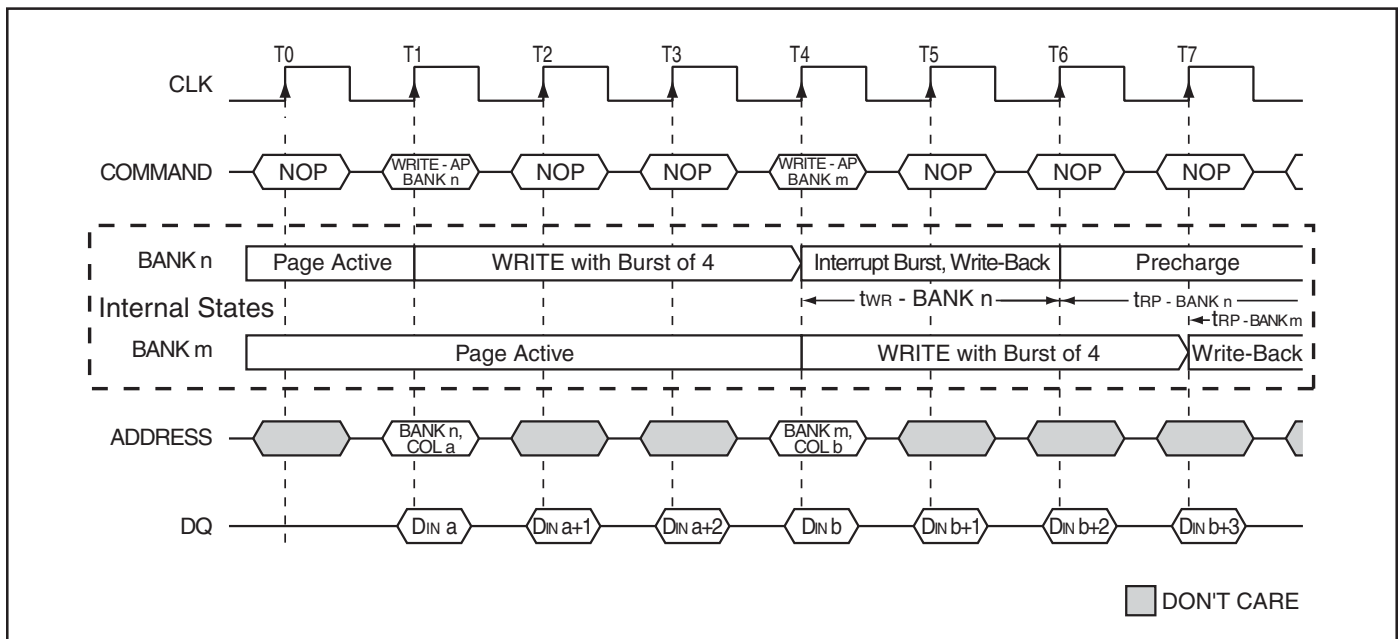 T0 T1 T2 T3 T4 T5 T6 T7
CLK
COMMAND NOP WRITE - AP BANK n NOP NOP WRITE - AP BANK m NOP NOP NOP
BANK n Page Active WRITE with Burst of 4 Interrupt Burst, Write-Back Precharge
Internal States tWR - BANK n tRP - BANK n
tRP - BANK m
BANK m Page Active WRITE with Burst of 4 Write-Back
ADDRESS BANK n, COL a BANK m, COL b
DQ DIN a DIN a+1 DIN a+2 DIN b DIN b+1 DIN b+2 DIN b+3
DON'T CARE